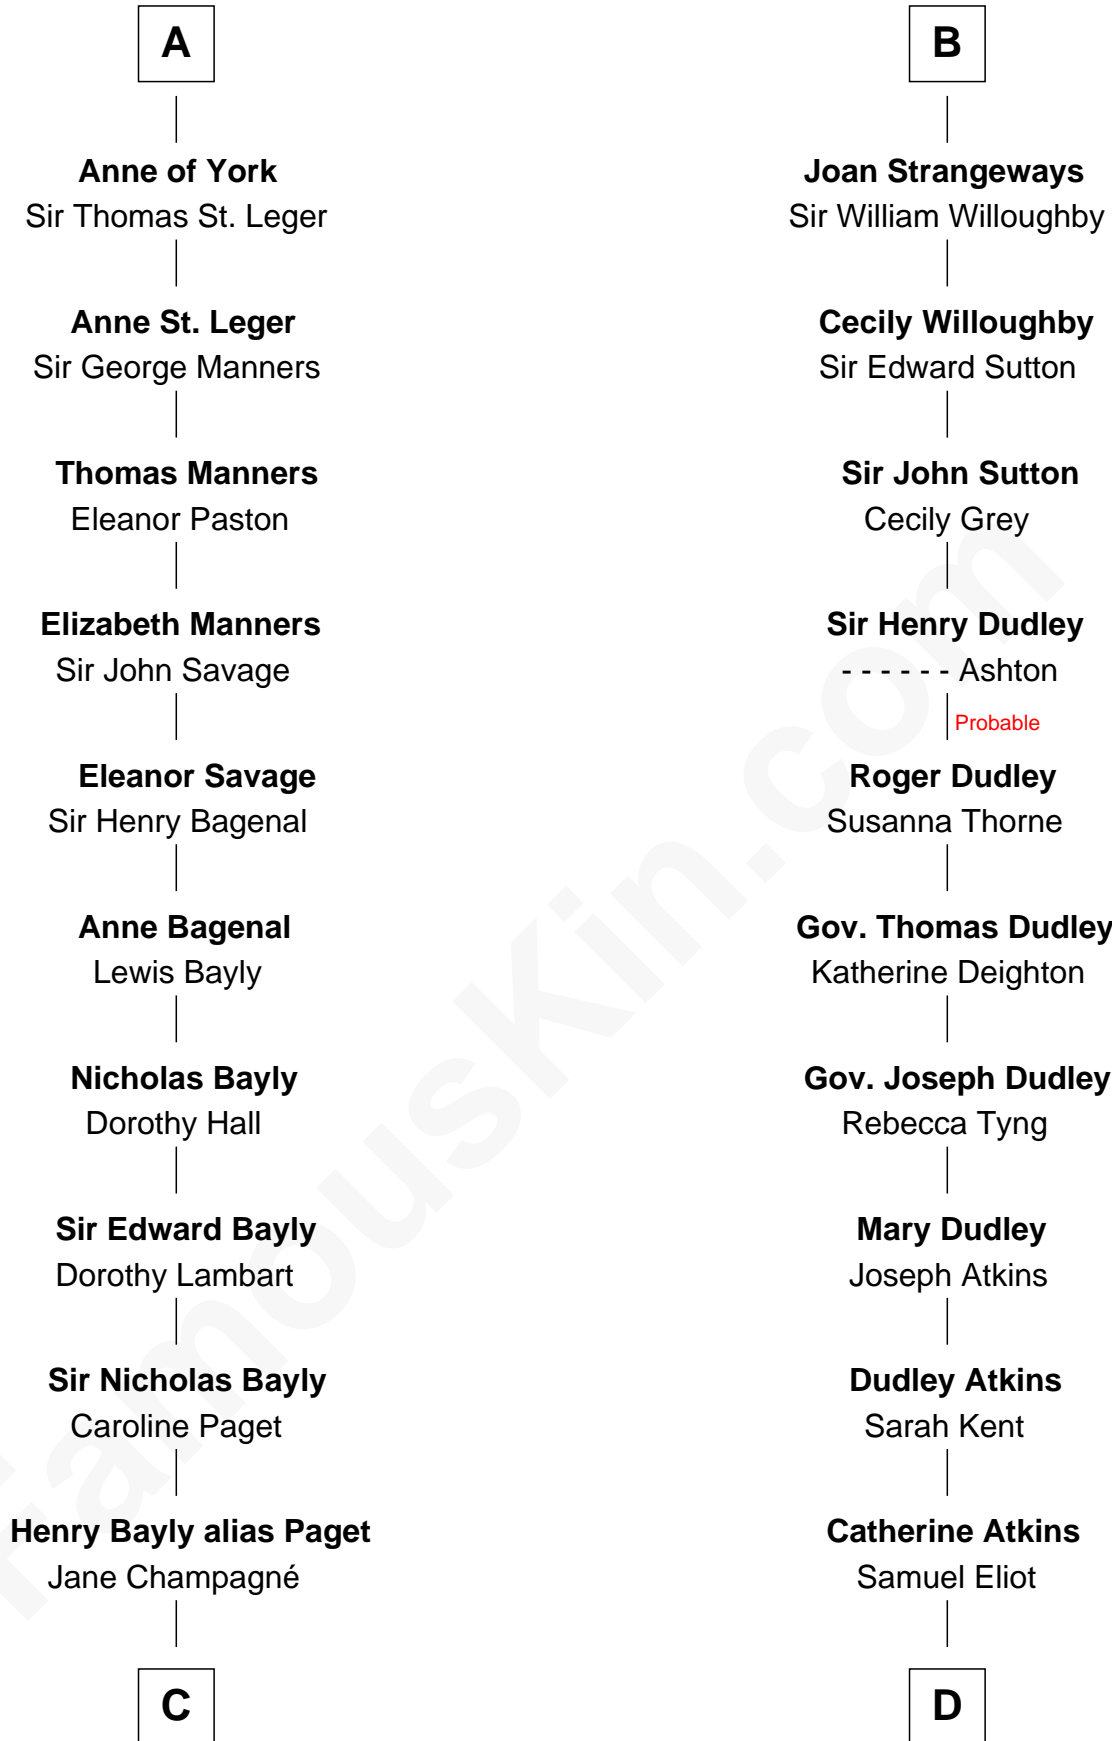 A
Anne of York
Sir Thomas St. Leger
Anne St. Leger
Sir George Manners
Thomas Manners
Eleanor Paston
Elizabeth Manners
Sir John Savage
Eleanor Savage
Sir Henry Bagenal
Anne Bagenal
Lewis Bayly
Nicholas Bayly
Dorothy Hall
Sir Edward Bayly
Dorothy Lambart
Sir Nicholas Bayly
Caroline Paget
Henry Bayly alias Paget
Jane Champagné
C
B
Joan Strangeways
Sir William Willoughby
Cecily Willoughby
Sir Edward Sutton
Sir John Sutton
Cecily Grey
Sir Henry Dudley
- - - - - - Ashton
Probable
Roger Dudley
Susanna Thorne
Gov. Thomas Dudley
Katherine Deighton
Gov. Joseph Dudley
Rebecca Tyng
Mary Dudley
Joseph Atkins
Dudley Atkins
Sarah Kent
Catherine Atkins
Samuel Eliot
D
FamousKin.com